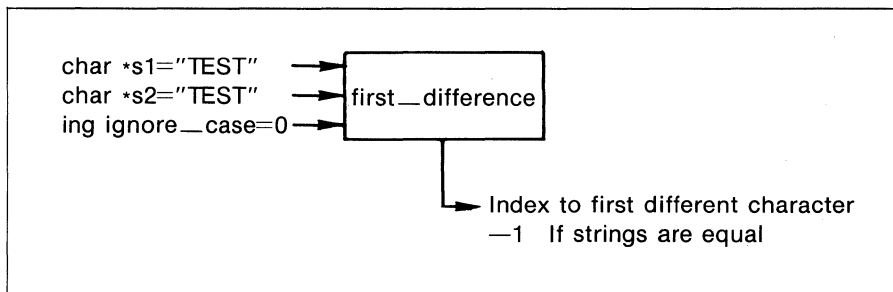 char *s1="TEST"
char *s2="TEST"
ing ignore_case=0
first_difference
Index to first different character
—1 If strings are equal